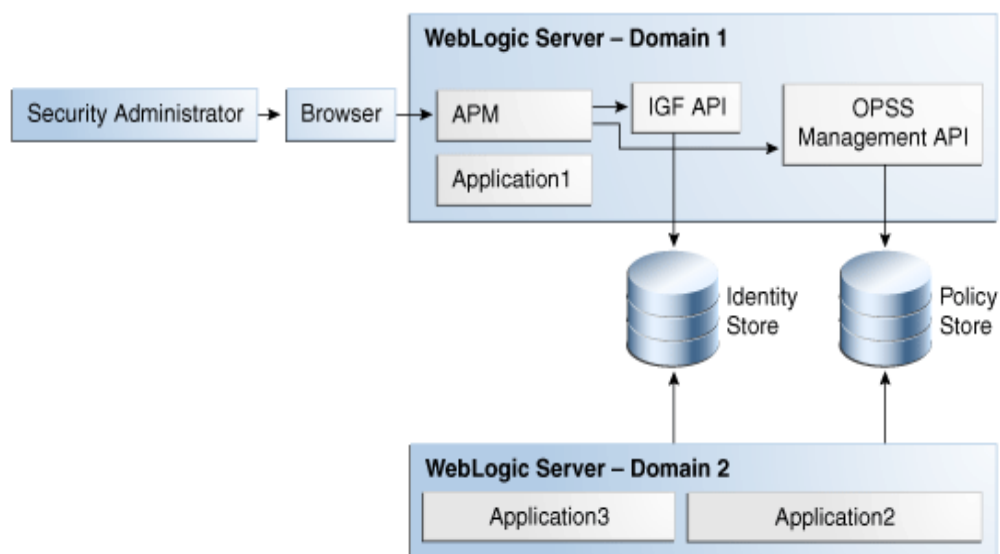 WebLogic Server – Domain 1
Security Administrator
Browser
APM
IGF API
OPSS
Management API
Application1
Identity
Store
Policy
Store
WebLogic Server – Domain 2
Application3
Application2